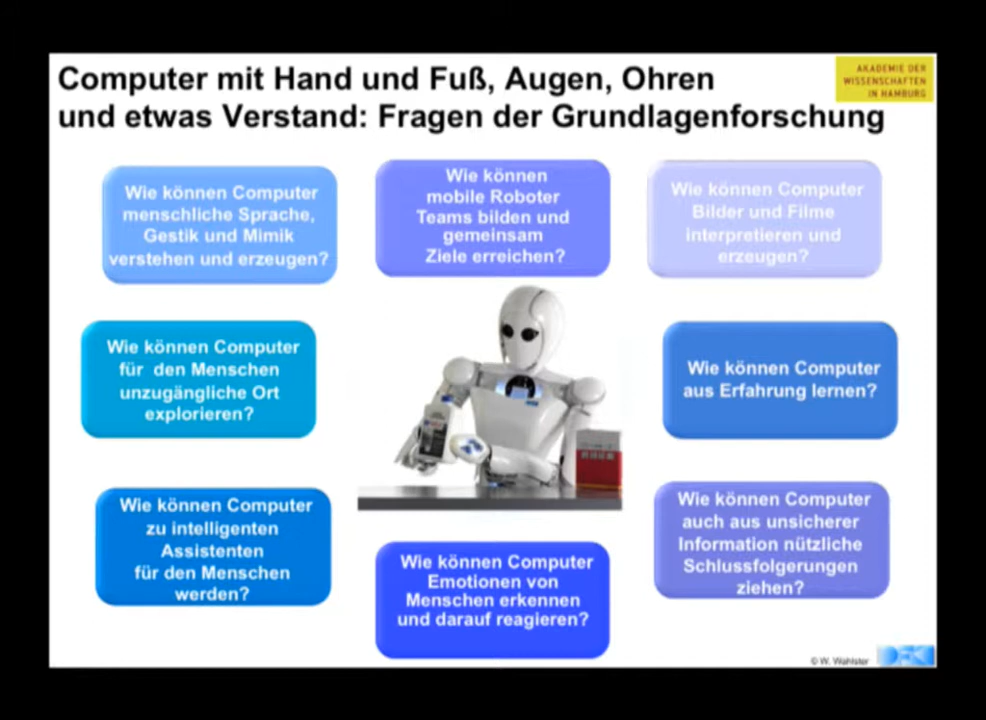 Computer mit Hand und Fuß, Augen, Ohren
und etwas Verstand: Fragen der Grundlagenforschung
AKADEMIE DER
WISSENSCHAFTEN
IN HAMBURG
Wie können Computer
menschliche Sprache,
Gestik und Mimik
verstehen und erzeugen?
Wie können
mobile Roboter
Teams bilden und
gemeinsam
Ziele erreichen?
Wie können Computer
Bilder und Filme
interpretieren und
erzeugen?
Wie können Computer
für den Menschen
unzugängliche Ort
explorieren?
Wie können Computer
aus Erfahrung lernen?
Wie können Computer
zu intelligenten
Assistenten
für den Menschen
werden?
Wie können Computer
Emotionen von
Menschen erkennen
und darauf reagieren?
Wie können Computer
auch aus unsicherer
Information nützliche
Schlussfolgerungen
ziehen?
© W. Wahlster
DFKI